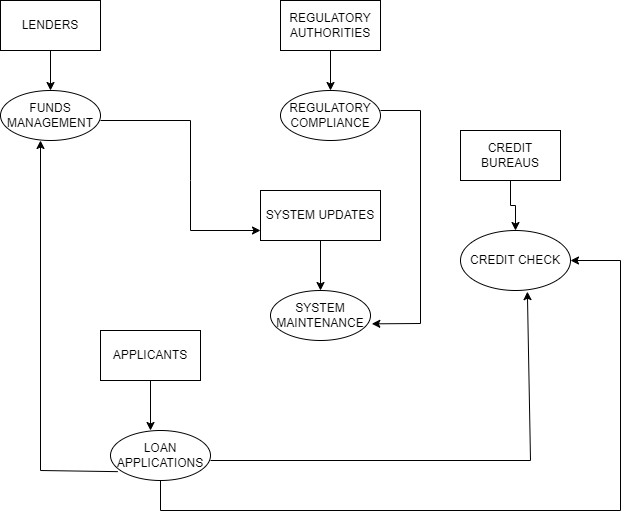 LENDERS
REGULATORY
AUTHORITIES
FUNDS
MANAGEMENT
REGULATORY
COMPLIANCE
CREDIT
BUREAUS
SYSTEM UPDATES
CREDIT CHECK
SYSTEM
MAINTENANCE
APPLICANTS
LOAN
APPLICATIONS